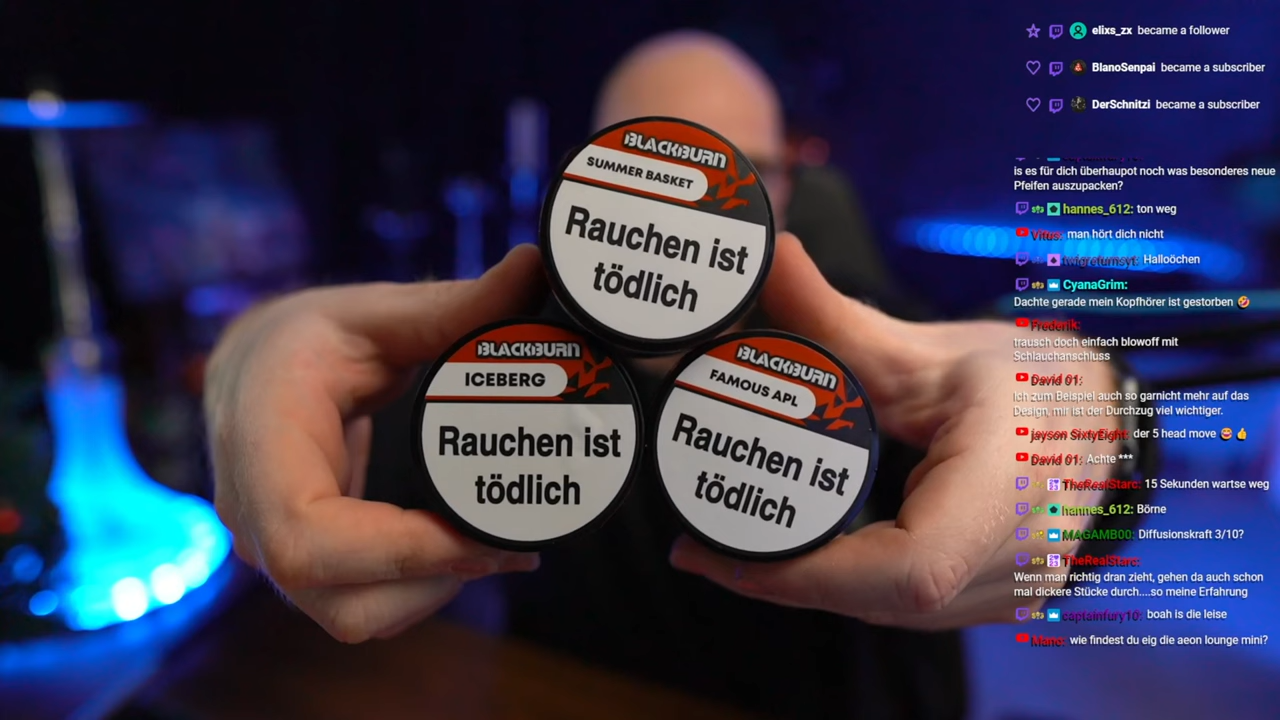 elixs_zx became a follower
BlanoSenpai became a subscriber
DerSchnitzi became a subscriber
is es für dich überhaupot noch was besonderes neue
Pfeifen auszupacken?
hannes_612: ton weg
Vitus: man hört dich nicht
Halloöchen
CyanaGrim:
Dachte gerade mein Kopfhörer ist gestorben 🤣
Frederik:
trausch doch einfach blowoff mit
Schlauchanschluss
David 01:
Ich zum Beispiel auch so garnicht mehr auf das
Design, mir ist der Durchzug viel wichtiger.
jayson SixtyEight: der 5 head move 🤩 👍
David 01: Achte ***
TheRealStarc: 15 Sekunden wartse weg
hannes_612: Börne
MAGAMB00: Diffusionskraft 3/10?
TheRealStarc:
Wenn man richtig dran zieht, gehen da auch schon
mal dickere Stücke durch....so meine Erfahrung
captainfury10: boah is die leise
Manc: wie findest du eig die aeon lounge mini?
BLACKBURN
SUMMER BASKET
Rauchen ist
tödlich
BLACKBURN
ICEBERG
Rauchen ist
tödlich
BLACKBURN
FAMOUS APL
Rauchen ist
tödlich